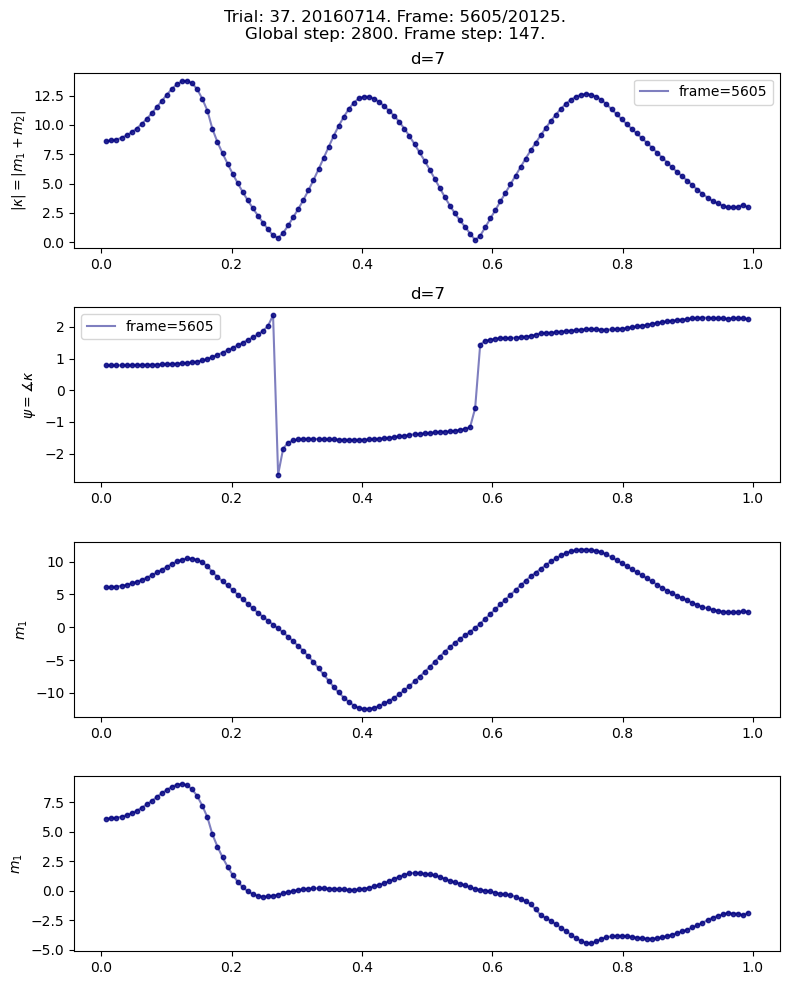 Trial: 37. 20160714. Frame: 5605/20125.
Global step: 2800. Frame step: 147.
d=7
|κ| = |m₁ + m₂|
12.5
10.0
7.5
5.0
2.5
0.0
frame=5605
0.0 0.2 0.4 0.6 0.8 1.0
d=7
ψ = ∡κ
2
1
0
−1
−2
frame=5605
0.0 0.2 0.4 0.6 0.8 1.0
m₁
10
5
0
−5
−10
0.0 0.2 0.4 0.6 0.8 1.0
m₁
7.5
5.0
2.5
0.0
−2.5
−5.0
0.0 0.2 0.4 0.6 0.8 1.0